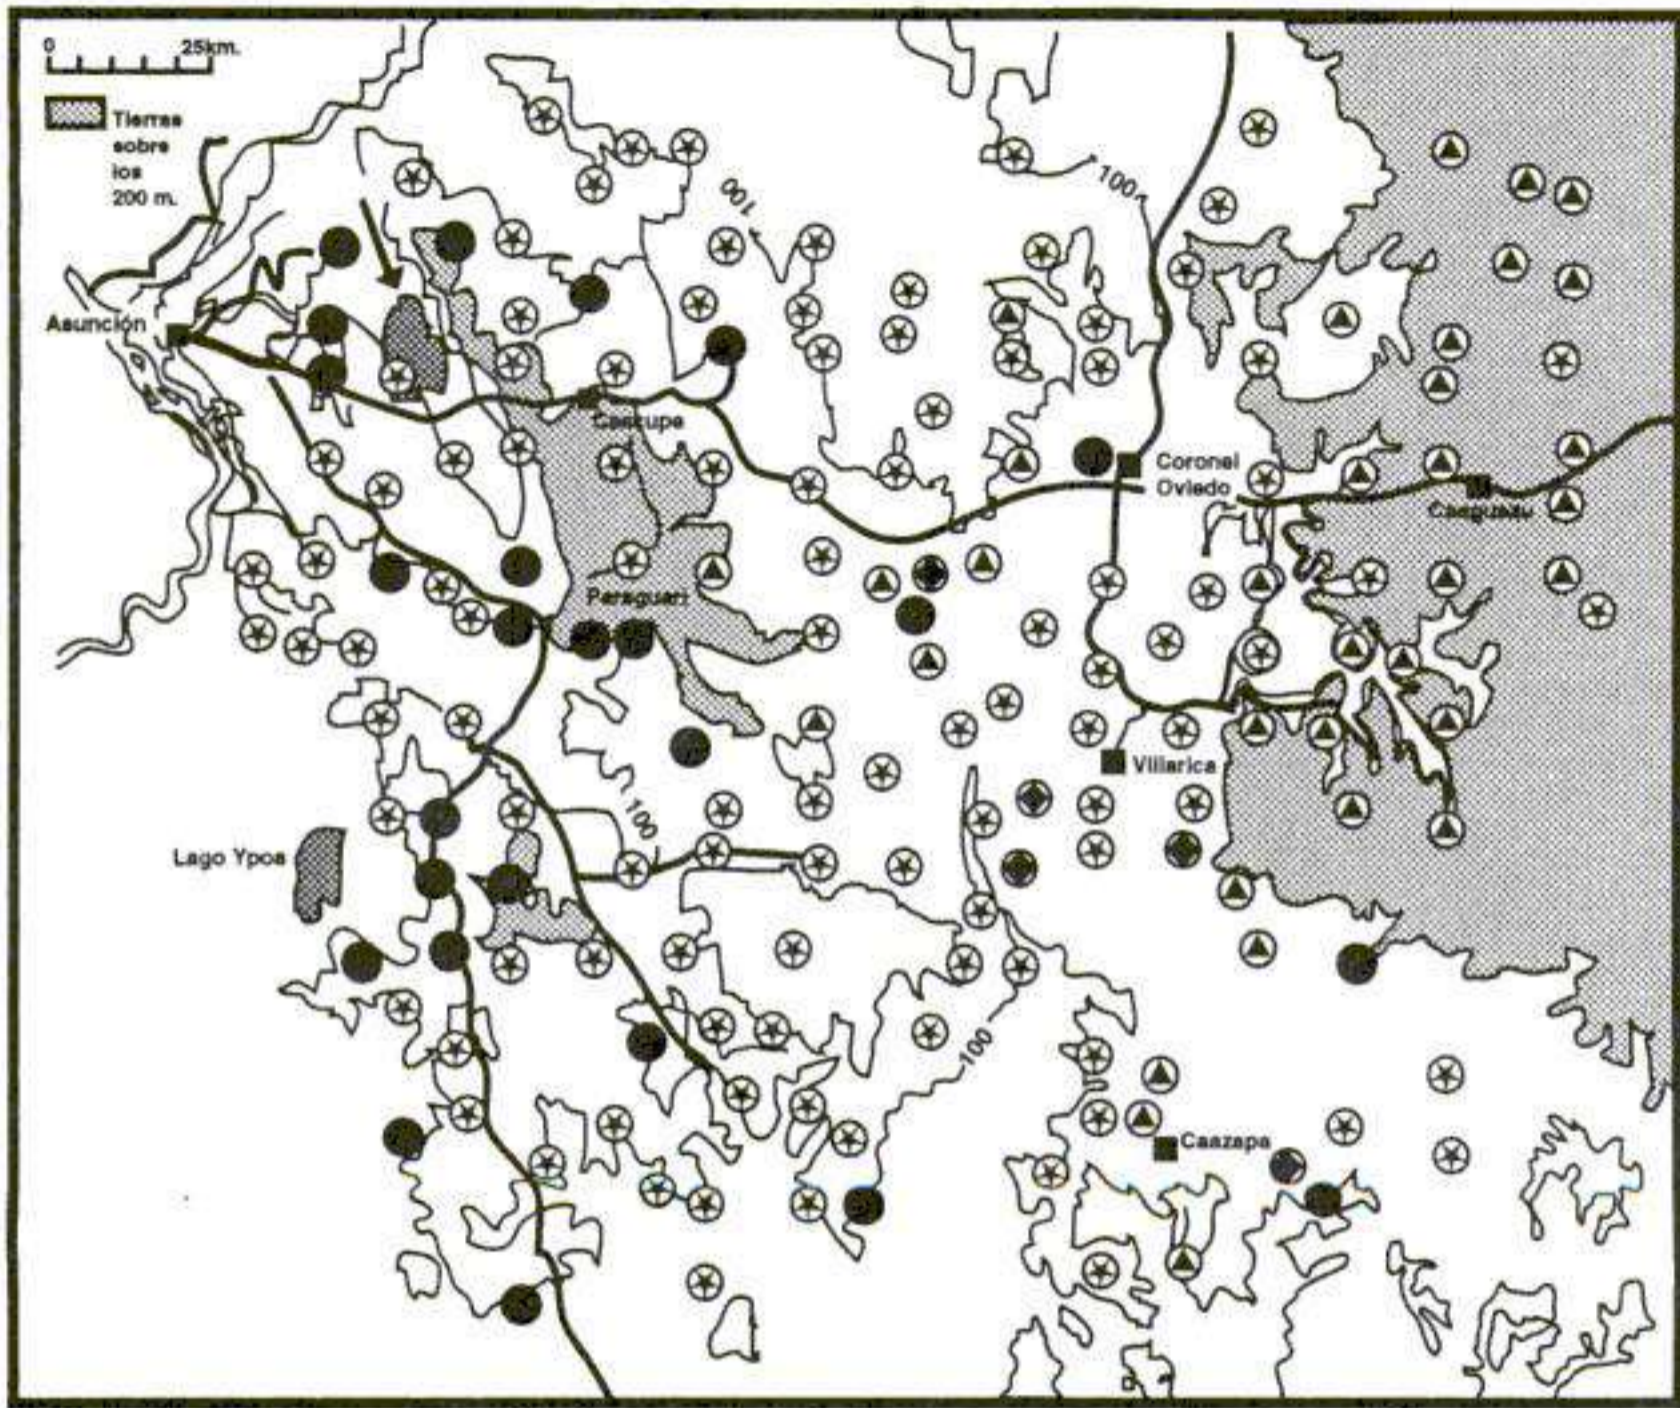 0 25km.
Tierras
sobre
los
200 m.
100
100
Asunción
Caacupe
Coronel
Oviedo
Caaguazu
Paraguari
Villarica
100
Lago Ypoa
100
Caazapa